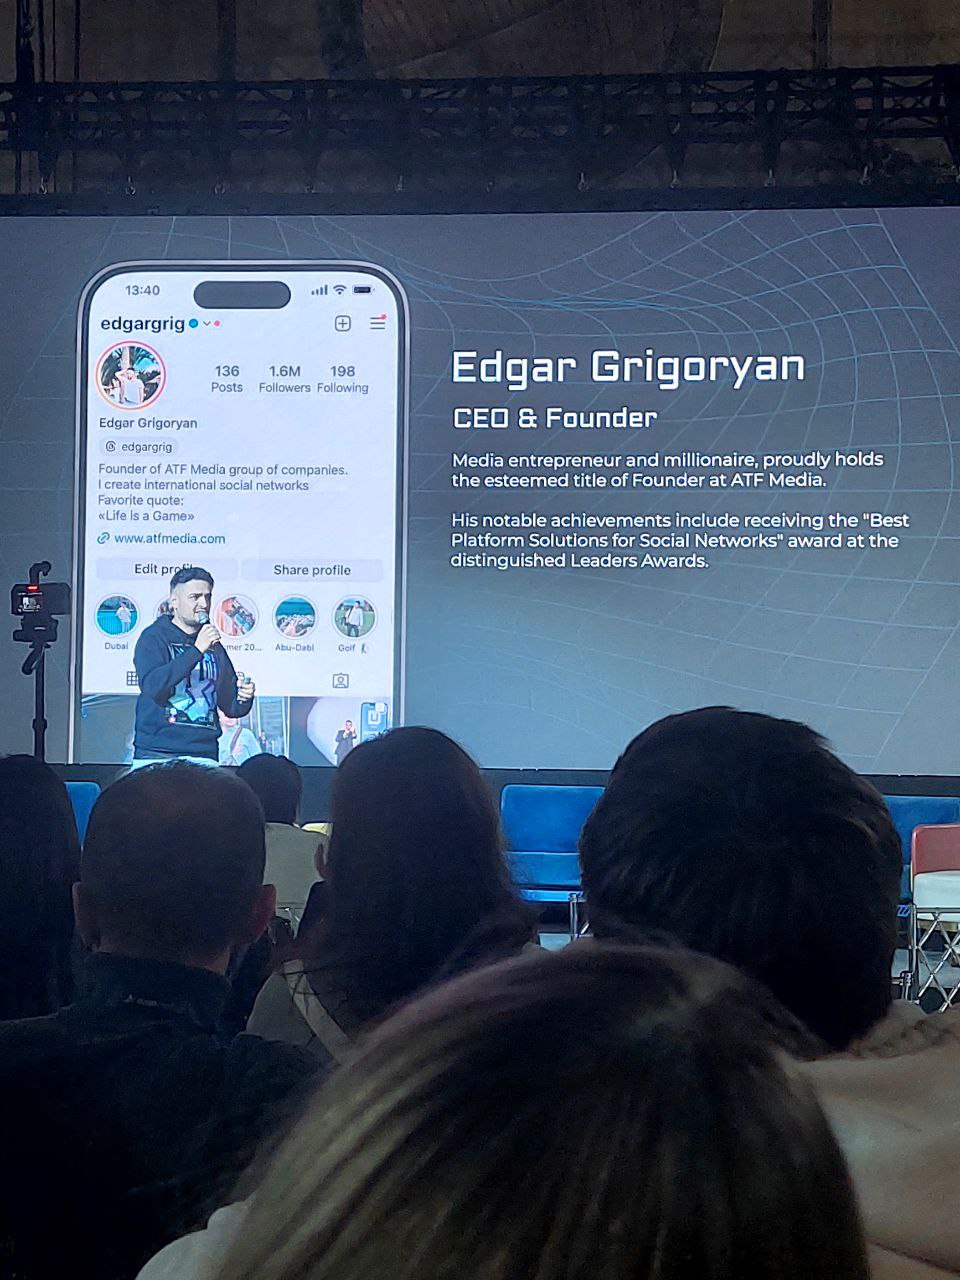 13:40
edgargrig
136 1.6M 198
Posts Followers Following
Edgar Grigoryan
edgargrig
Founder of ATF Media group of companies.
I create international social networks
Favorite quote:
«Life is a Game»
www.atfmedia.com
Edit Share profile
Dubai mer 20... Abu-Dabi Golf
Edgar Grigoryan
CEO & Founder
Media entrepreneur and millionaire, proudly holds
the esteemed title of Founder at ATF Media.
His notable achievements include receiving the "Best
Platform Solutions for Social Networks" award at the
distinguished Leaders Awards.